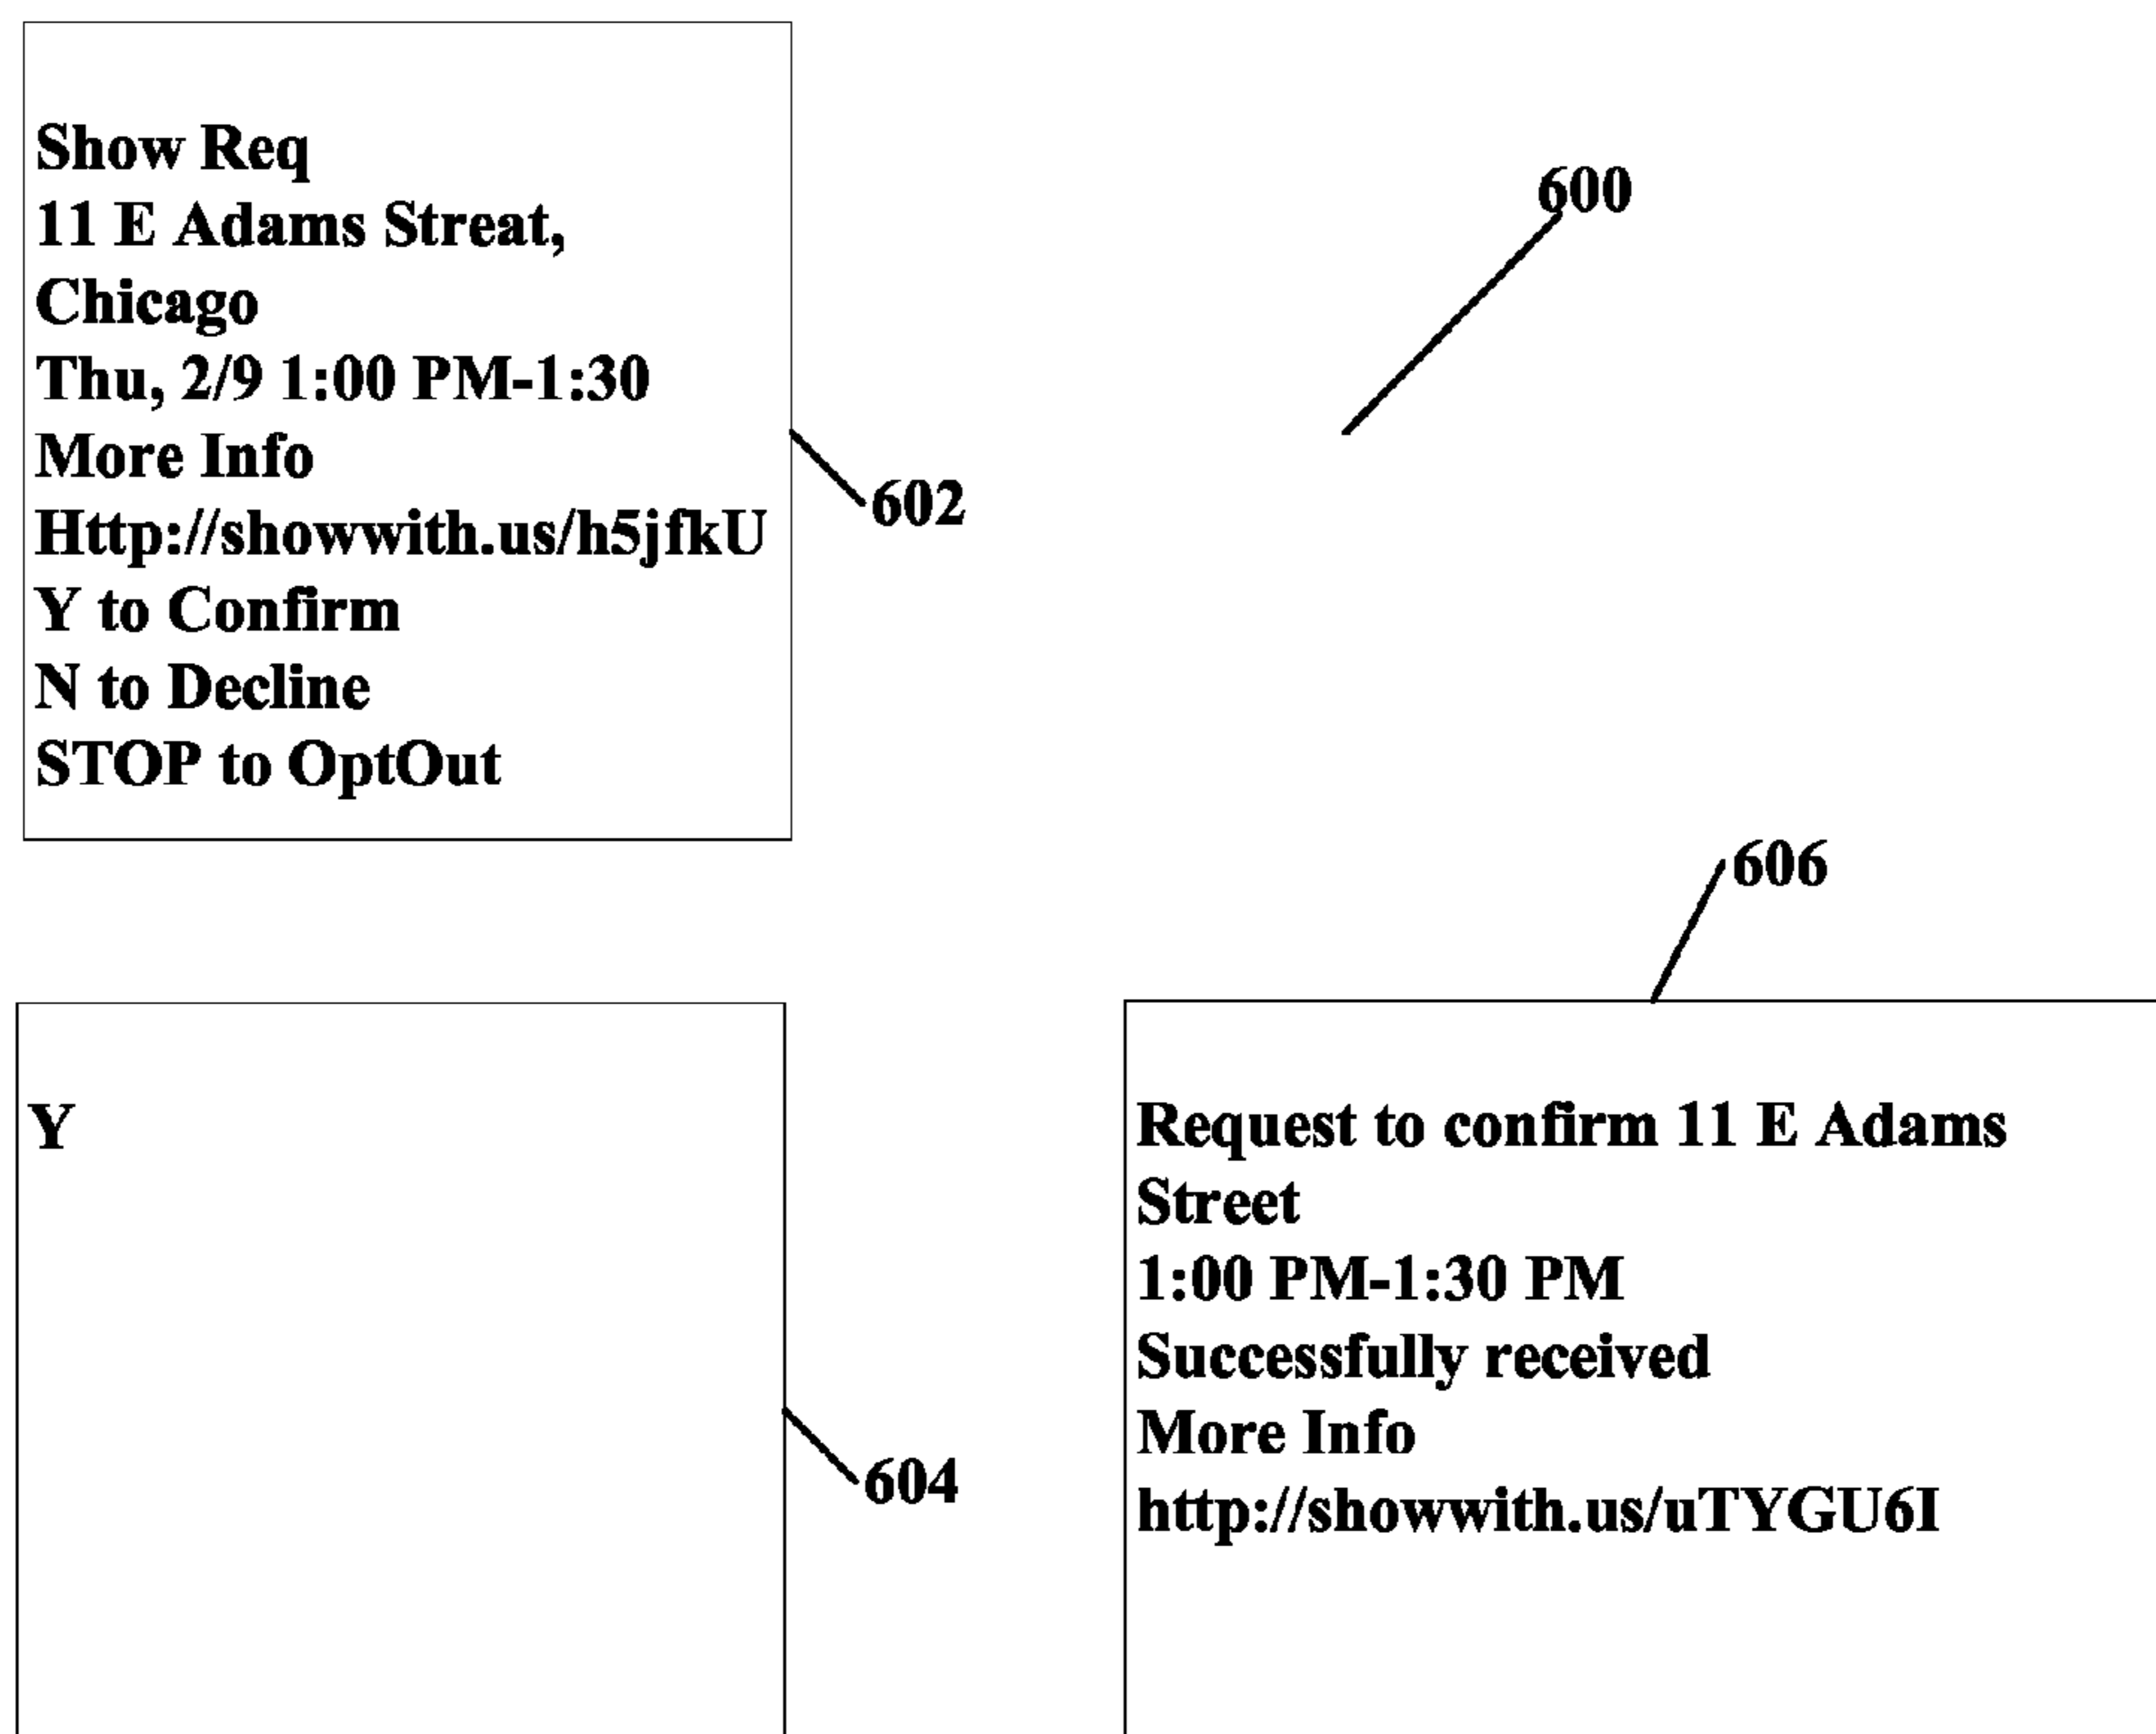 Show Req
11 E Adams Streat,
Chicago
Thu, 2/9 1:00 PM-1:30
More Info
Http://showwith.us/h5jfkU
Y to Confirm
N to Decline
STOP to OptOut
602
600
606
Y
604
Request to confirm 11 E Adams
Street
1:00 PM-1:30 PM
Successfully received
More Info
http://showwith.us/uTYGU6I